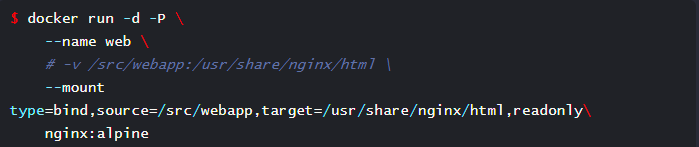 $ docker run -d -P \
    --name web \
    # -v /src/webapp:/usr/share/nginx/html \
    --mount
type=bind,source=/src/webapp,target=/usr/share/nginx/html,readonly\
    nginx:alpine